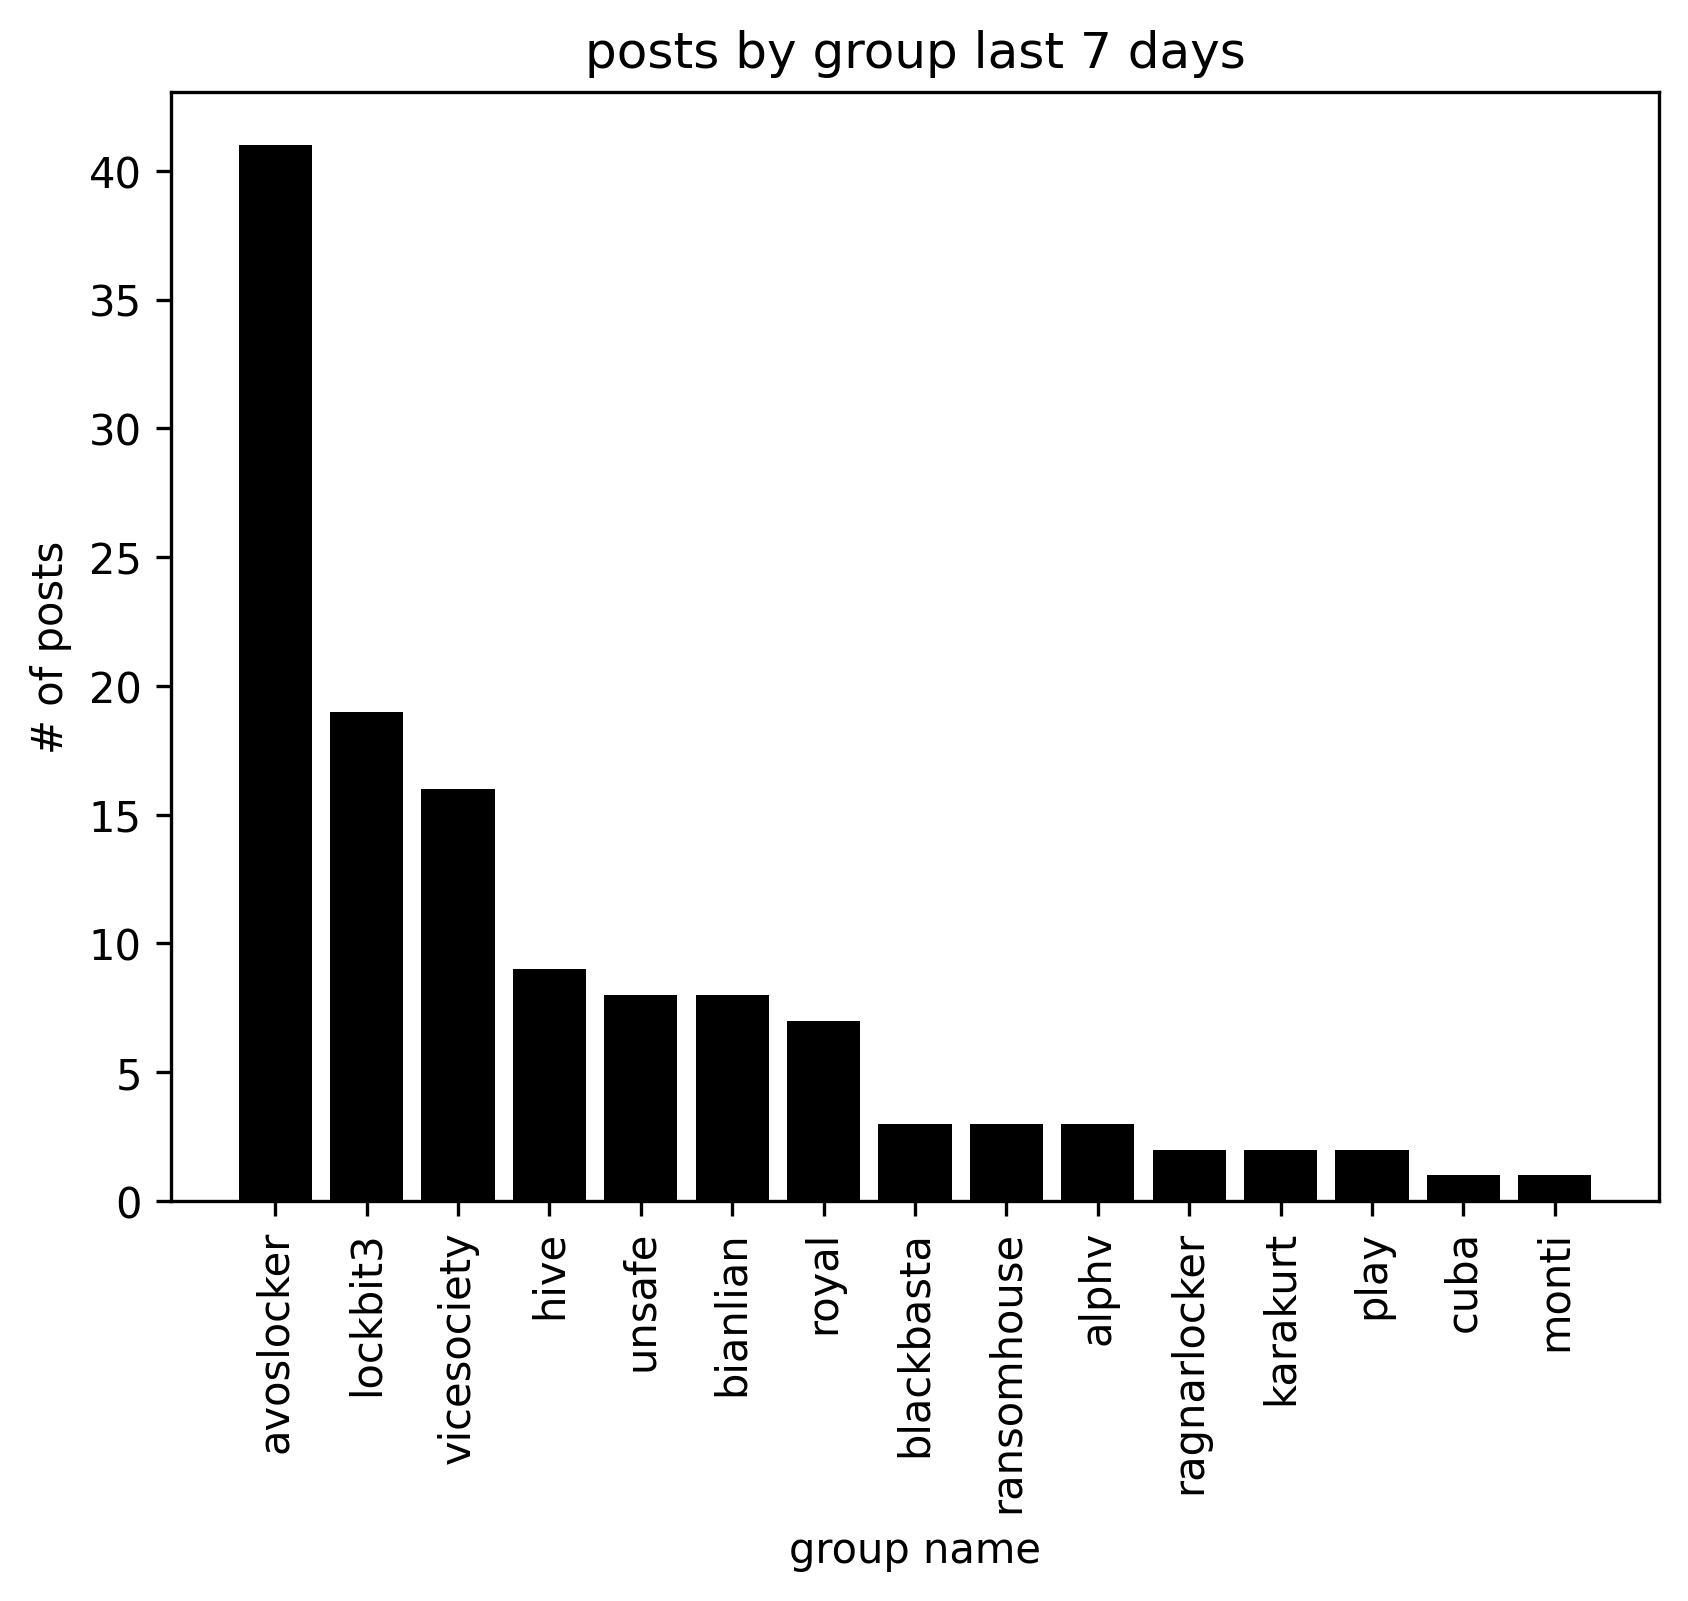 posts by group last 7 days
# of posts
40
35
30
25
20
15
10
5
0
avoslocker
lockbit3
vicesociety
hive
unsafe
bianlian
royal
blackbasta
ransomhouse
alphv
ragnarlocker
karakurt
play
cuba
monti
group name